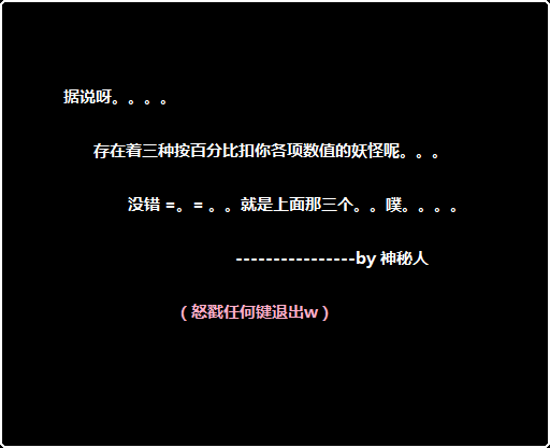 据说呀。。。。
存在着三种按百分比扣你各项数值的妖怪呢。。。
没错 =。= 。。就是上面那三个。。噗。。。。
----------------by 神秘人
( 怒戳任何键退出w )